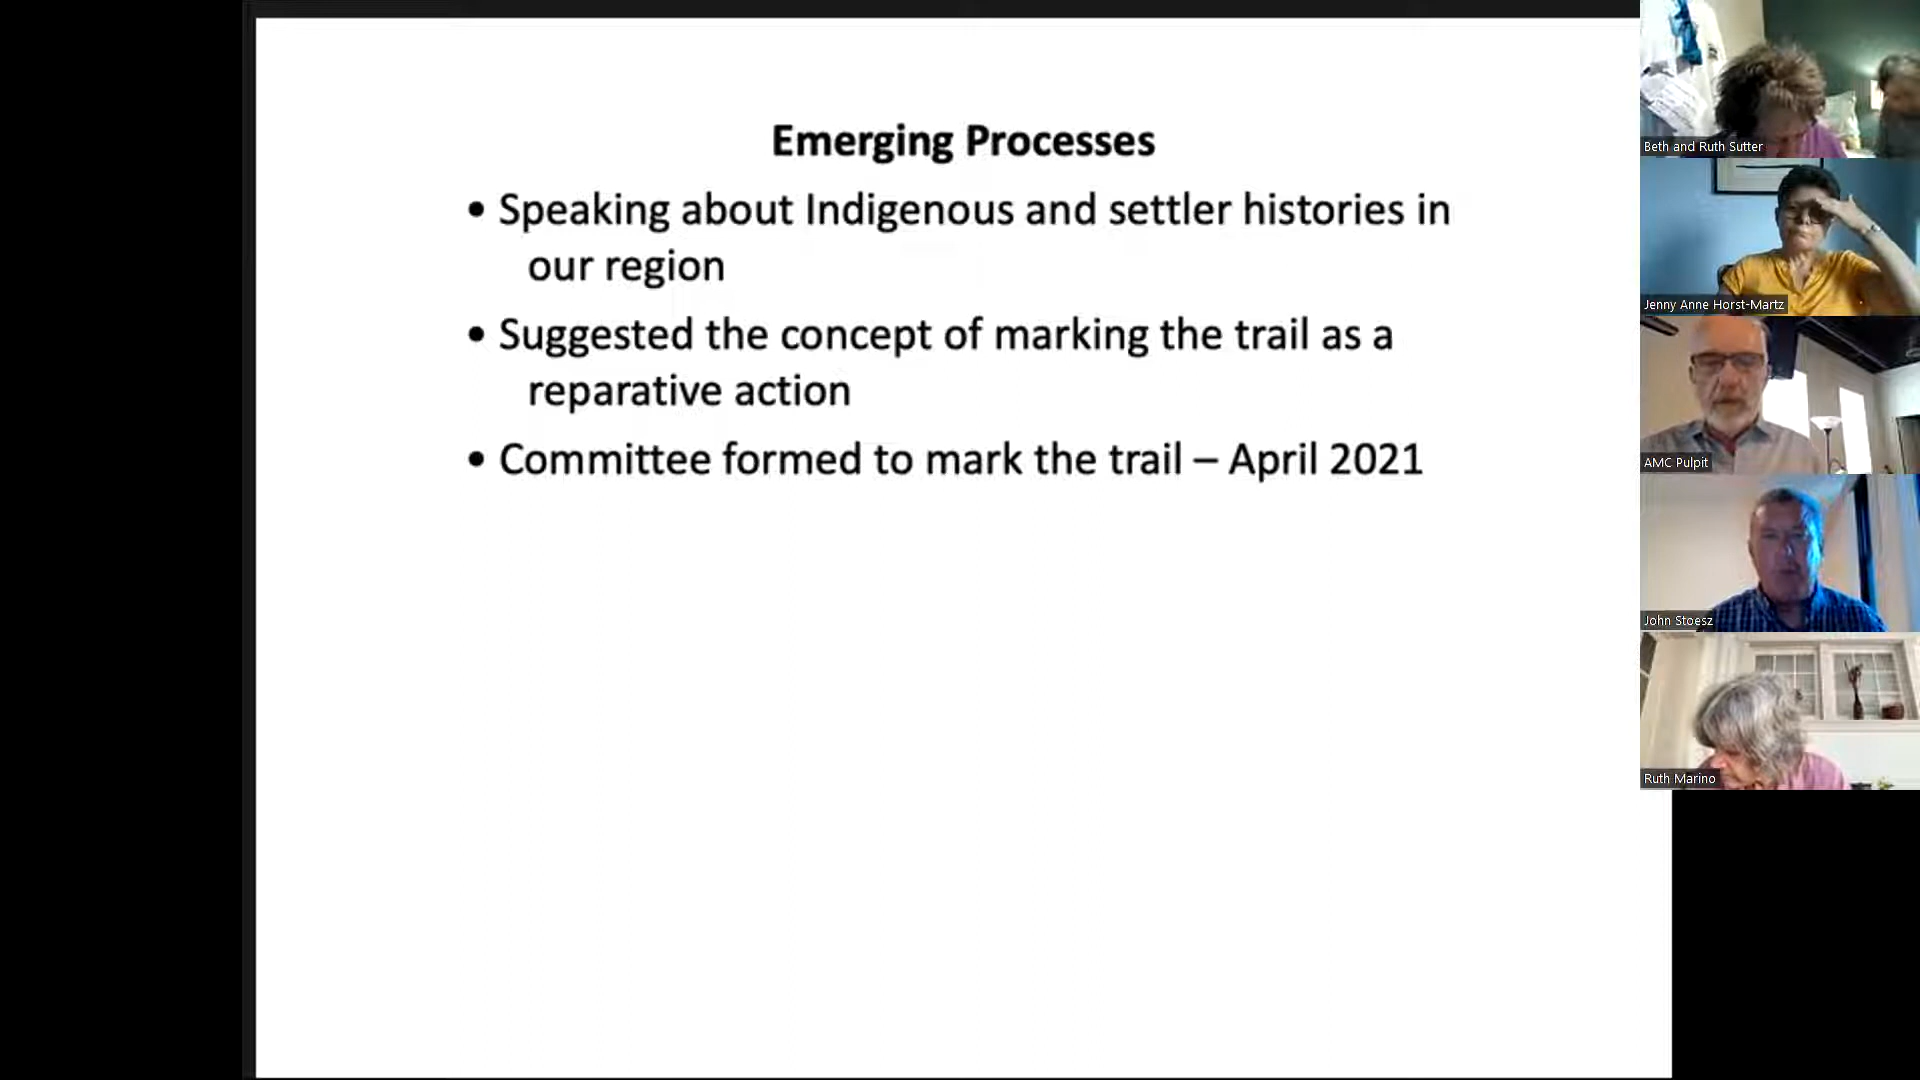 Emerging Processes
• Speaking about Indigenous and settler histories in
our region
• Suggested the concept of marking the trail as a
reparative action
• Committee formed to mark the trail – April 2021
Beth and Ruth Sutter
Jenny Anne Horst-Martz
AMC Pulpit
John Stoesz
Ruth Marino